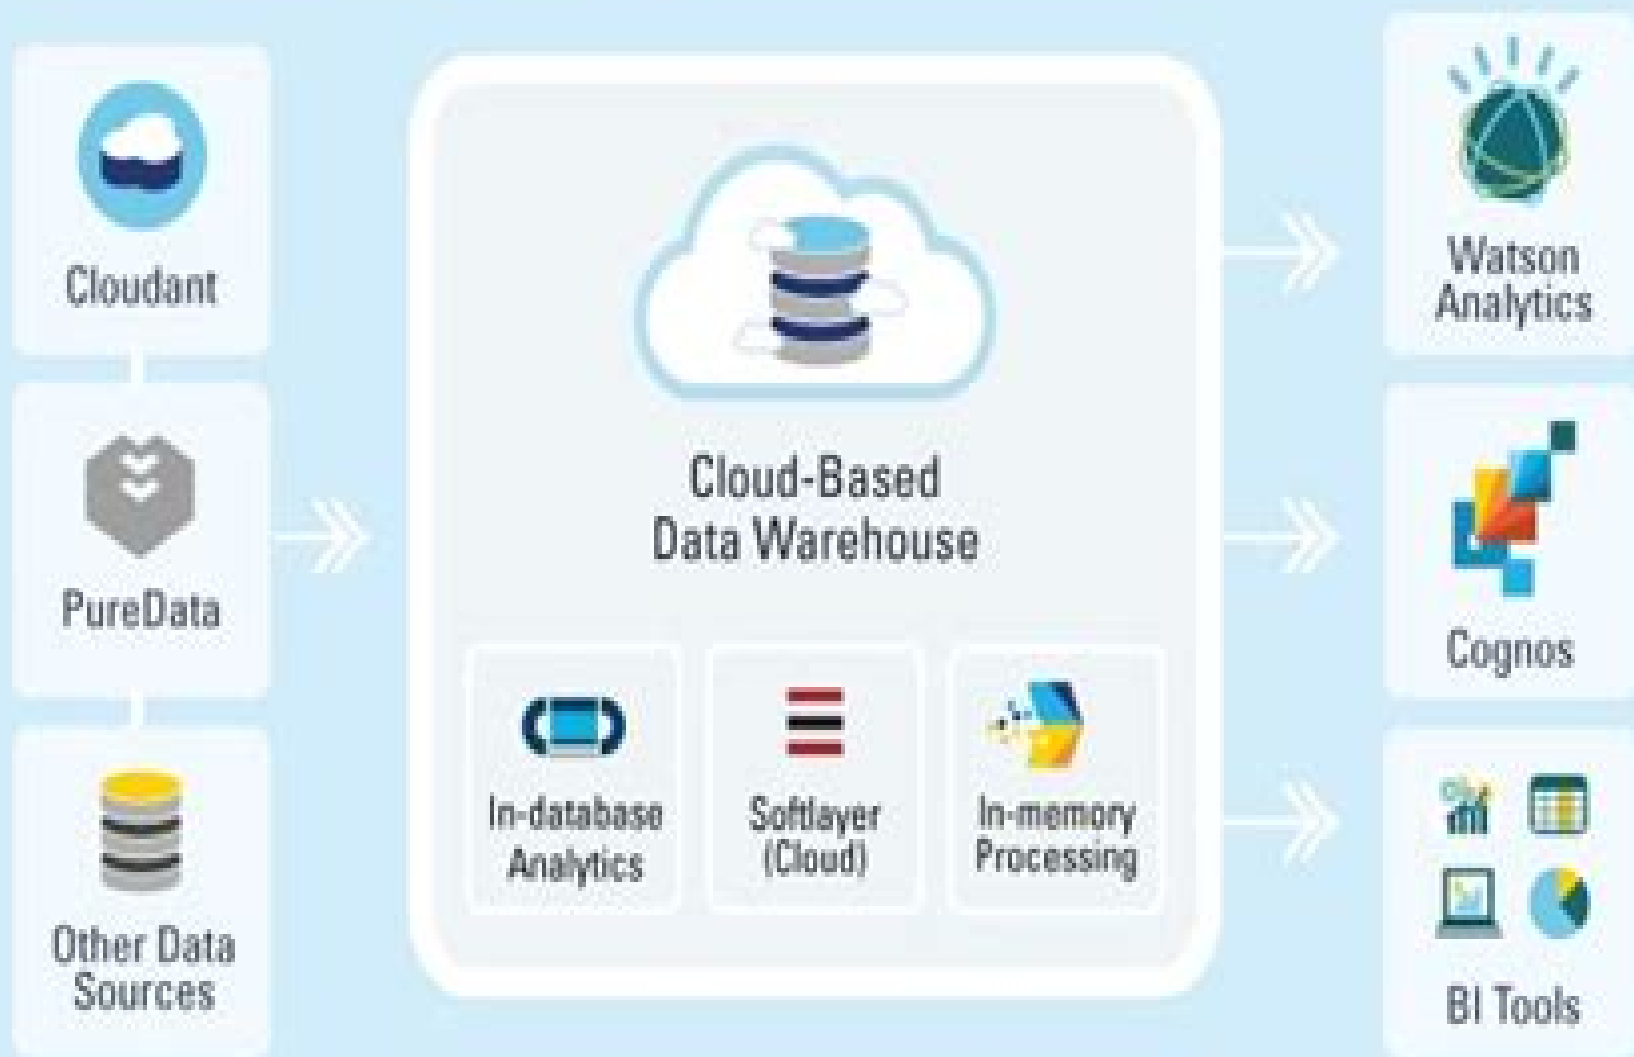 Cloudant
PureData
Other Data
Sources
Cloud-Based
Data Warehouse
In-database
Analytics
Softlayer
(Cloud)
In-memory
Processing
Watson
Analytics
Cognos
BI Tools